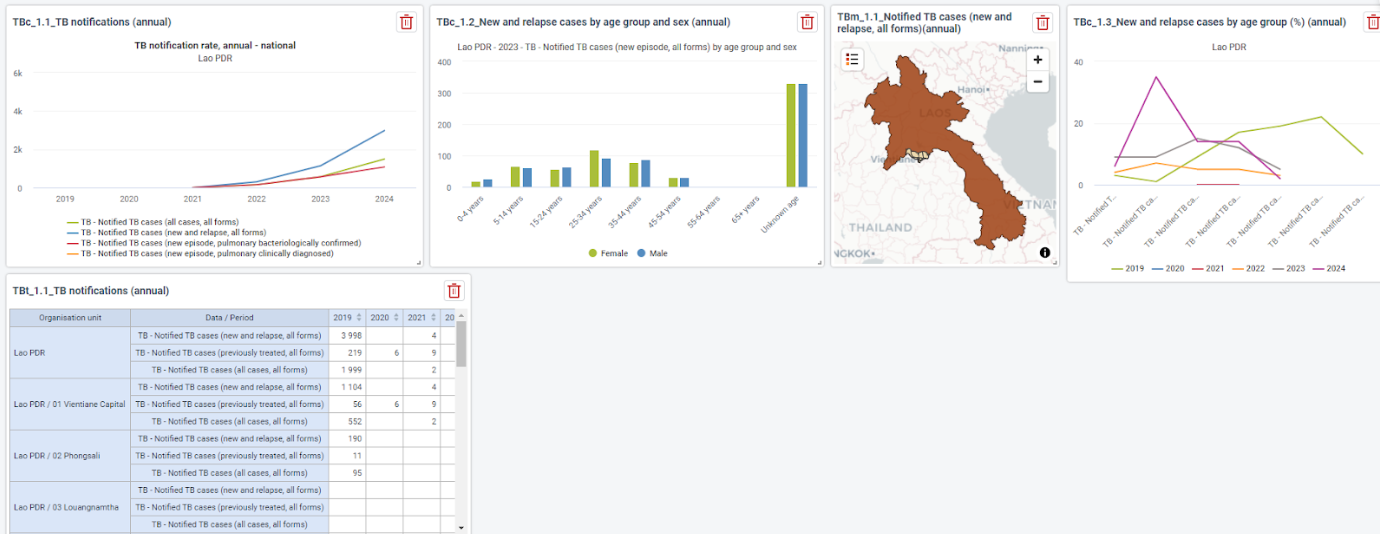 TBc_1.1_TB notifications (annual)
TB notification rate, annual - national
Lao PDR
6k
4k
2k
0
2019 2020 2021 2022 2023 2024
TB - Notified TB cases (all cases, all forms)
TB - Notified TB cases (new and relapse, all forms)
TB - Notified TB cases (new episode, pulmonary bacteriologically confirmed)
TB - Notified TB cases (new episode, pulmonary clinically diagnosed)
TBc_1.2_New and relapse cases by age group and sex (annual)
Lao PDR - 2023 - TB - Notified TB cases (new episode, all forms) by age group and sex
400
300
200
100
0
0-4 years 5-14 years 15-24 years 25-34 years 35-44 years 45-54 years 55-64 years 65+ years Unknown age
Female Male
TBm_1.1_Notified TB cases (new and
relapse, all forms)(annual)
Nanning
+
−
Hanoi
LAOS
Vientiane
VIETNAM
THAILAND
NGKOK
TBc_1.3_New and relapse cases by age group (%) (annual)
Lao PDR
40
20
0
TB - Notified T... TB - Notified TB ca... TB - Notified TB ca... TB - Notified TB ca... TB - Notified TB ca... TB - Notified TB ca... TB - Notified TB ca...
2019 2020 2021 2022 2023 2024
TBt_1.1_TB notifications (annual)
Organisation unit Data / Period 2019 2020 2021 20
Lao PDR
TB - Notified TB cases (new and relapse, all forms) 3 998 4
TB - Notified TB cases (previously treated, all forms) 219 6 9
TB - Notified TB cases (all cases, all forms) 1 999 2
Lao PDR / 01 Vientiane Capital
TB - Notified TB cases (new and relapse, all forms) 1 104 4
TB - Notified TB cases (previously treated, all forms) 56 6 9
TB - Notified TB cases (all cases, all forms) 552 2
Lao PDR / 02 Phongsali
TB - Notified TB cases (new and relapse, all forms) 190
TB - Notified TB cases (previously treated, all forms) 11
TB - Notified TB cases (all cases, all forms) 95
Lao PDR / 03 Louangnamtha
TB - Notified TB cases (new and relapse, all forms)
TB - Notified TB cases (previously treated, all forms)
TB - Notified TB cases (all cases, all forms)